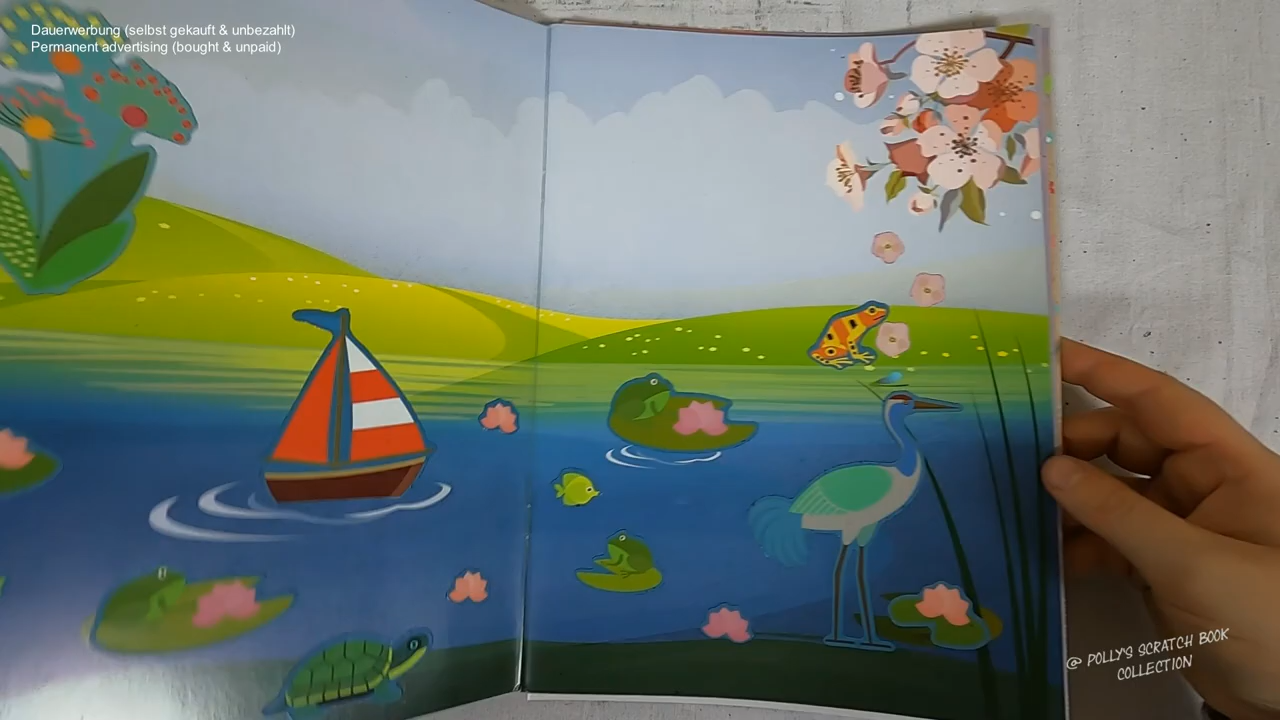 Dauerwerbung (selbst gekauft & unbezahlt)
Permanent advertising (bought & unpaid)
@ POLLY'S SCRATCH BOOK
COLLECTION